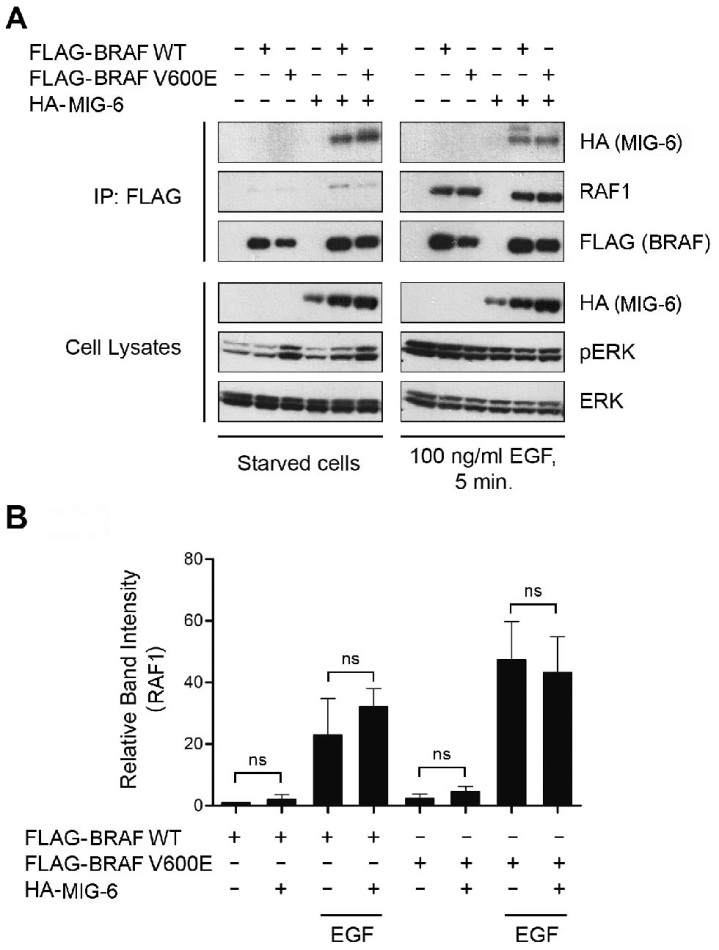 A
FLAG-BRAF WT - + - - + - - + - - + -
FLAG-BRAF V600E - - + - - + - - + - - +
HA-MIG-6 - - - + + + - - - + + +
IP: FLAG
HA (MIG-6)
RAF1
FLAG (BRAF)
Cell Lysates
HA (MIG-6)
pERK
ERK
Starved cells
100 ng/ml EGF,
5 min.
B
Relative Band Intensity
(RAF1)
80
60
40
20
0
ns
ns
ns
ns
FLAG-BRAF WT + + + + - - - -
FLAG-BRAF V600E - - - - + + + +
HA-MIG-6 - + - + - + - +
EGF
EGF